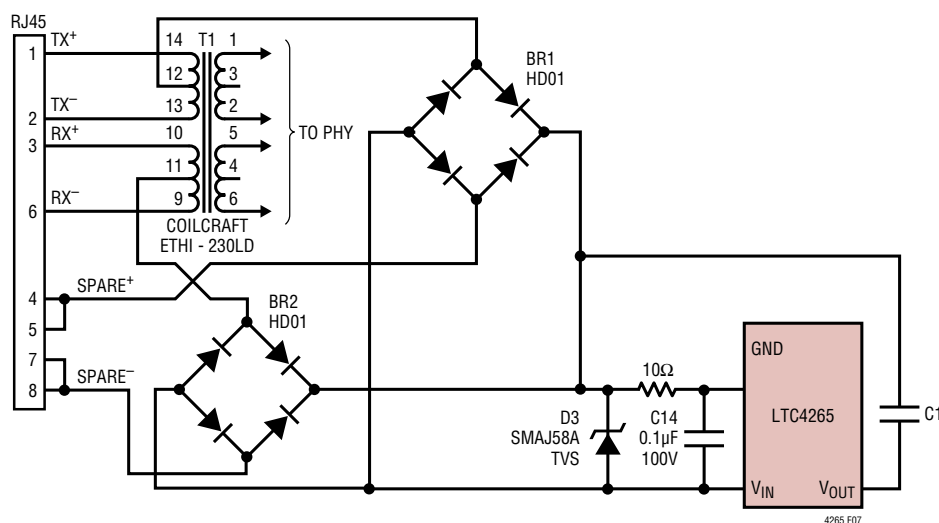 RJ45
1
TX+
14
T1
1
12
3
2
TX−
13
2
3
RX+
10
5
11
4
6
RX−
9
6
TO PHY
COILCRAFT
ETHI - 230LD
BR1
HD01
4
SPARE+
5
7
8
SPARE−
BR2
HD01
10Ω
D3
SMAJ58A
TVS
C14
0.1µF
100V
GND
LTC4265
VIN
VOUT
C1
4265 F07